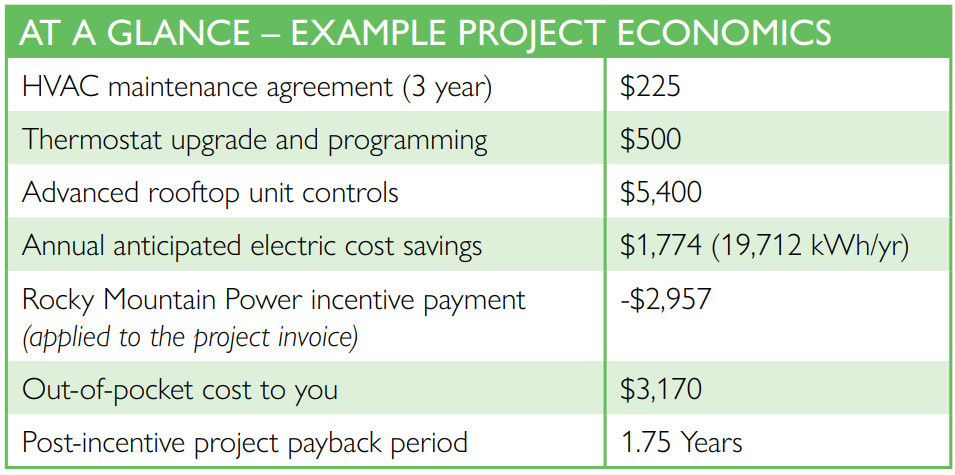 AT A GLANCE – EXAMPLE PROJECT ECONOMICS
HVAC maintenance agreement (3 year) $225
Thermostat upgrade and programming $500
Advanced rooftop unit controls $5,400
Annual anticipated electric cost savings $1,774 (19,712 kWh/yr)
Rocky Mountain Power incentive payment -$2,957
(applied to the project invoice)
Out-of-pocket cost to you $3,170
Post-incentive project payback period 1.75 Years